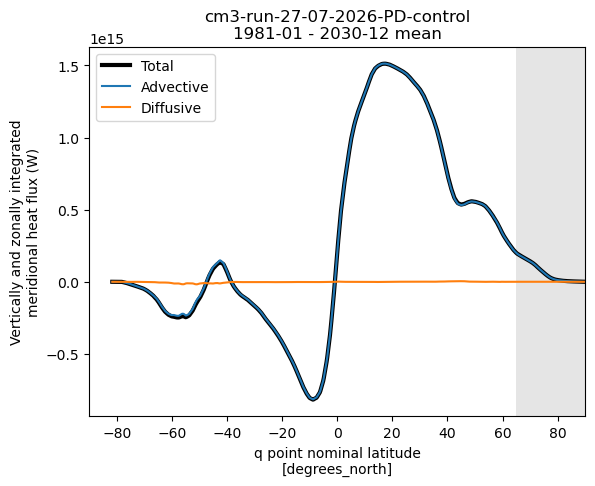 cm3-run-27-07-2026-PD-control
1981-01 - 2030-12 mean
1e15
Total
Advective
Diffusive
1.5
1.0
0.5
0.0
−0.5
Vertically and zonally integrated
meridional heat flux (W)
−80
−60
−40
−20
0
20
40
60
80
q point nominal latitude
[degrees_north]